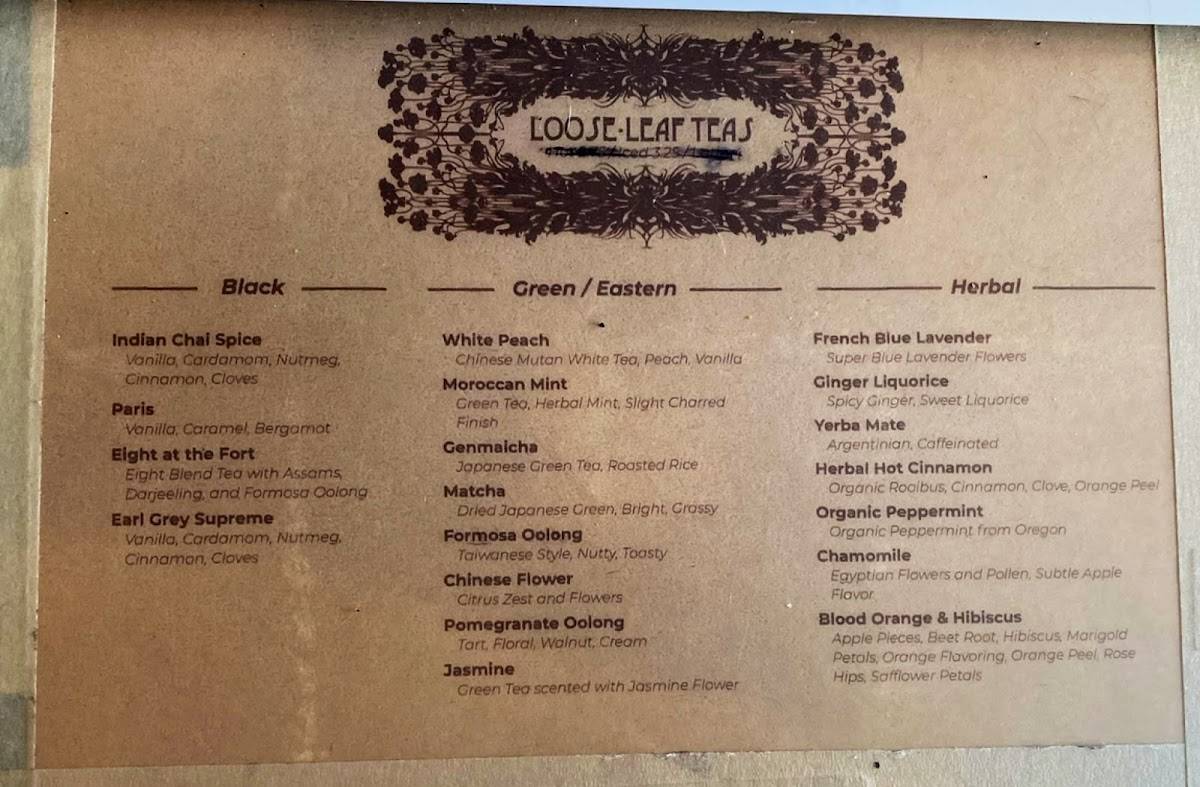 LOOSE·LEAF TEAS
Iced 3.25/
Black
Indian Chai Spice
Vanilla, Cardamom, Nutmeg,
Cinnamon, Cloves
Paris
Vanilla, Caramel, Bergamot
Eight at the Fort
Eight Blend Tea with Assams,
Darjeeling, and Formosa Oolong
Earl Grey Supreme
Vanilla, Cardamom, Nutmeg,
Cinnamon, Cloves
Green / Eastern
White Peach
Chinese Mutan White Tea, Peach, Vanilla
Moroccan Mint
Green Tea, Herbal Mint, Slight Charred
Finish
Genmaicha
Japanese Green Tea, Roasted Rice
Matcha
Dried Japanese Green, Bright, Grassy
Formosa Oolong
Taiwanese Style, Nutty, Toasty
Chinese Flower
Citrus Zest and Flowers
Pomegranate Oolong
Tart, Floral, Walnut, Cream
Jasmine
Green Tea scented with Jasmine Flower
Herbal
French Blue Lavender
Super Blue Lavender Flowers
Ginger Liquorice
Spicy Ginger, Sweet Liquorice
Yerba Mate
Argentinian, Caffeinated
Herbal Hot Cinnamon
Organic Rooibus, Cinnamon, Clove, Orange Peel
Organic Peppermint
Organic Peppermint from Oregon
Chamomile
Egyptian Flowers and Pollen, Subtle Apple
Flavor
Blood Orange & Hibiscus
Apple Pieces, Beet Root, Hibiscus, Marigold
Petals, Orange Flavoring, Orange Peel, Rose
Hips, Safflower Petals